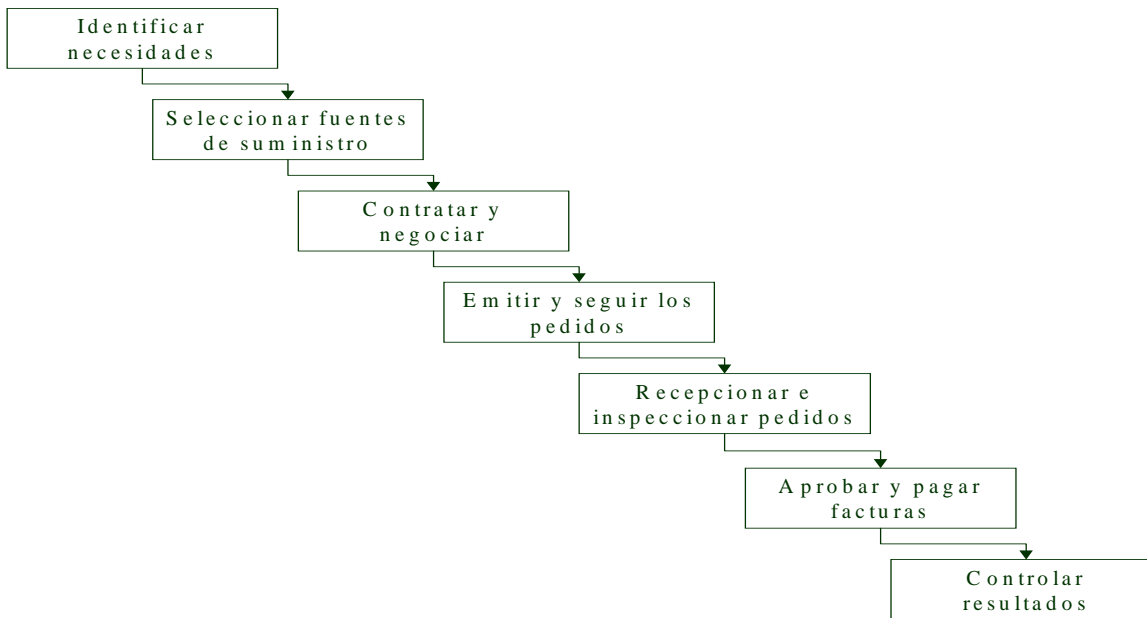 Identificar
necesidades
Seleccionar fuentes
de suministro
Contratar y
negociar
Emitir y seguir los
pedidos
Recepcionar e
inspeccionar pedidos
Aprobar y pagar
facturas
Controlar
resultados